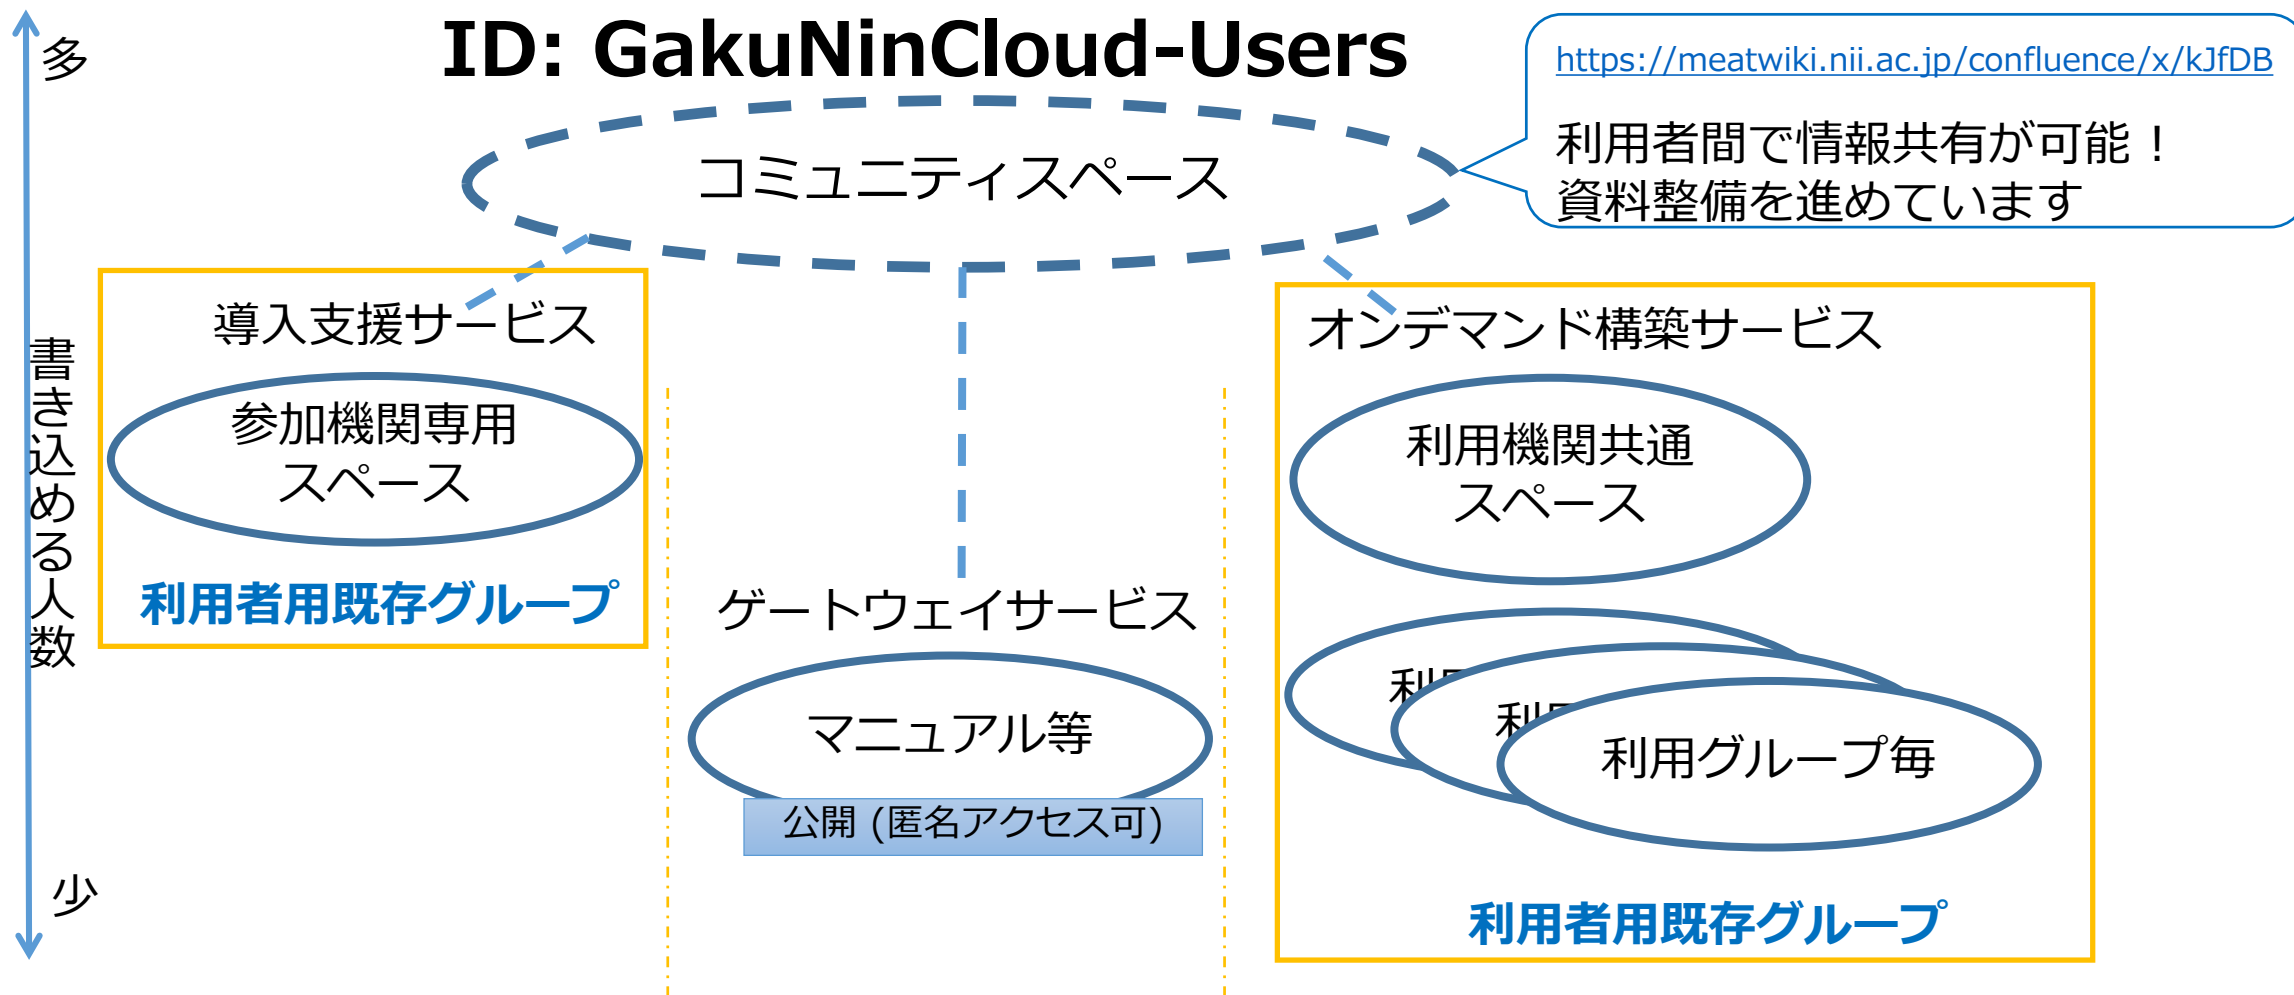 ID: GakuNinCloud-Users
多
https://meatwiki.nii.ac.jp/confluence/x/kJfDB
利用者間で情報共有が可能！
資料整備を進めています
コミュニティスペース
書き込める人数
導入支援サービス
参加機関専用
スペース
利用者用既存グループ
ゲートウェイサービス
マニュアル等
公開 (匿名アクセス可)
オンデマンド構築サービス
利用機関共通
スペース
利
利
利用グループ毎
利用者用既存グループ
少